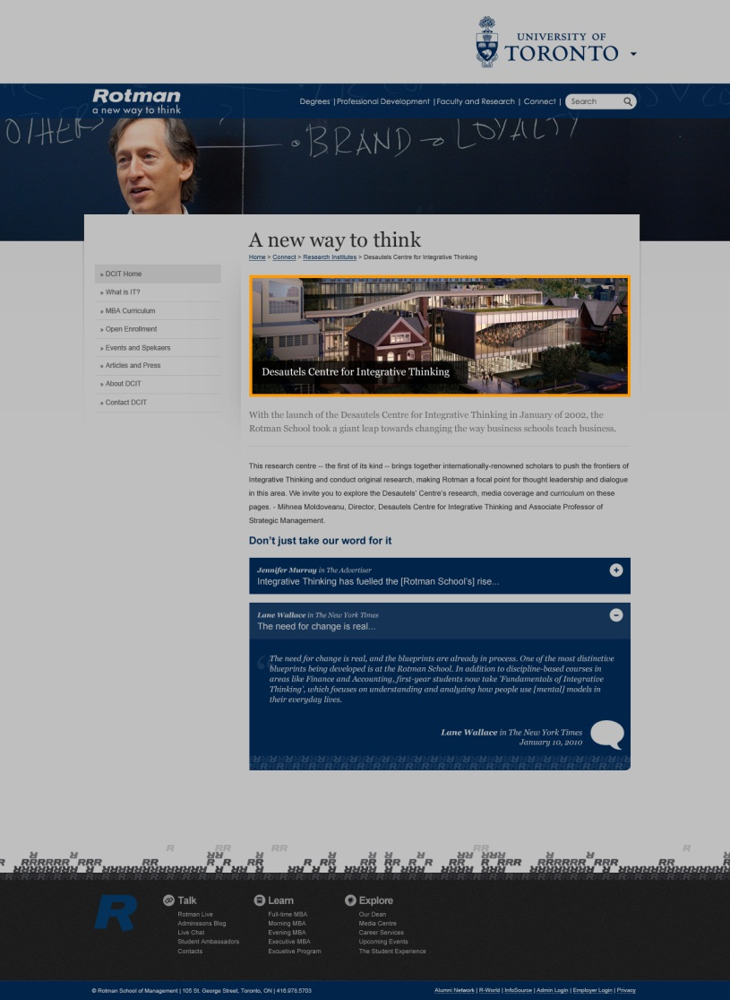 UNIVERSITY OF
TORONTO
Rotman
a new way to think
Degrees | Professional Development | Faculty and Research | Connect | Search
OTHER
BRAND → LOYALTY
A new way to think
Home > Connect > Research Institutes > Desautels Centre for Integrative Thinking
» DCIT Home
» What is IT?
» MBA Curriculum
» Open Enrollment
» Events and Spekaers
» Articles and Press
» About DCIT
» Contact DCIT
Desautels Centre for Integrative Thinking
With the launch of the Desautels Centre for Integrative Thinking in January of 2002, the
Rotman School took a giant leap towards changing the way business schools teach business.
This research centre -- the first of its kind -- brings together internationally-renowned scholars to push the frontiers of
Integrative Thinking and conduct original research, making Rotman a focal point for thought leadership and dialogue
in this area. We invite you to explore the Desautels' Centre's research, media coverage and curriculum on these
pages. - Mihnea Moldoveanu, Director, Desautels Centre for Integrative Thinking and Associate Professor of
Strategic Management.
Don't just take our word for it
Jennifer Murray in The Advertiser
Integrative Thinking has fuelled the [Rotman School's] rise...
Lane Wallace in The New York Times
The need for change is real...
The need for change is real, and the blueprints are already in process. One of the most distinctive
blueprints being developed is at the Rotman School. In addition to discipline-based courses in
areas like Finance and Accounting, first-year students now take 'Fundamentals of Integrative
Thinking', which focuses on understanding and analyzing how people use [mental] models in
their everyday lives.
Lane Wallace in The New York Times
January 10, 2010
R
Talk
Rotman Live
Adminssons Blog
Live Chat
Student Ambassadors
Contacts
Learn
Full-time MBA
Morning MBA
Evening MBA
Executive MBA
Excuetive Program
Explore
Our Dean
Media Centre
Career Services
Upcoming Events
The Student Experience
© Rotman School of Management | 105 St. George Street, Toronto, ON | 416.978.5703
Alumni Network | R-World | InfoSource | Admin Login | Employer Login | Privacy